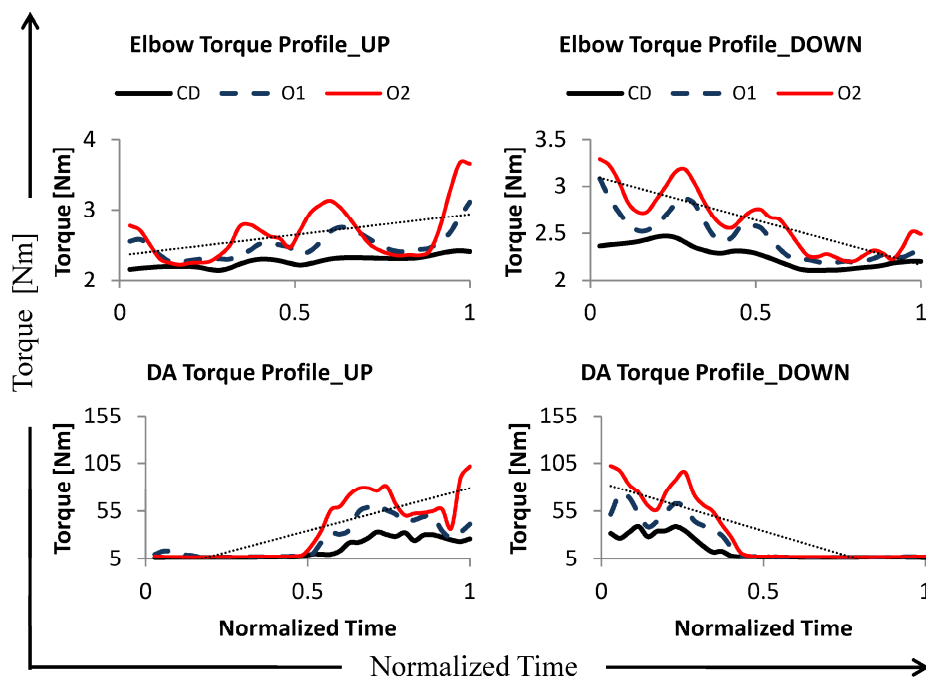 Elbow Torque Profile_UP
CD O1 O2
4
3
2
0 0.5 1
Torque [Nm]
Elbow Torque Profile_DOWN
CD O1 O2
3.5
3
2.5
2
0 0.5 1
Torque [Nm]
DA Torque Profile_UP
155
105
55
5
0 0.5 1
Torque [Nm]
Normalized Time
DA Torque Profile_DOWN
155
105
55
5
0 0.5 1
Torque [Nm]
Normalized Time
Torque [Nm]
Normalized Time